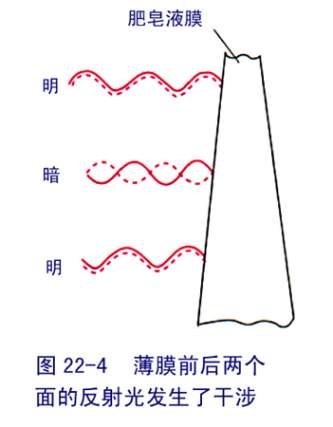 肥皂液膜
明
暗
明
图 22-4 薄膜前后两个
面的反射光发生了干涉